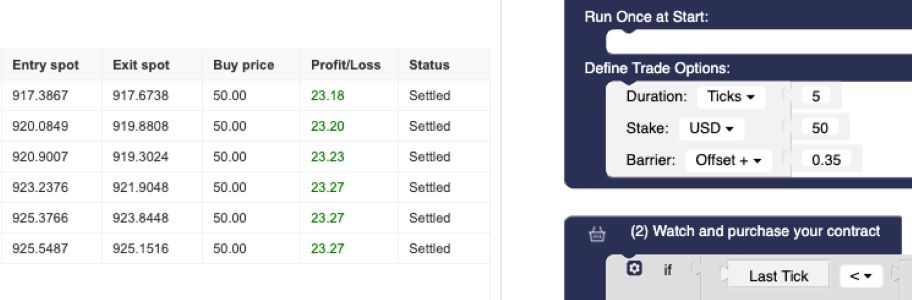 Entry spot Exit spot Buy price Profit/Loss Status
917.3867 917.6738 50.00 23.18 Settled
920.0849 919.8808 50.00 23.20 Settled
920.9007 919.3024 50.00 23.23 Settled
923.2376 921.9048 50.00 23.27 Settled
925.3766 923.8448 50.00 23.27 Settled
925.5487 925.1516 50.00 23.27 Settled
Run Once at Start:
Define Trade Options:
Duration: Ticks 5
Stake: USD 50
Barrier: Offset + 0.35
(2) Watch and purchase your contract
if Last Tick <